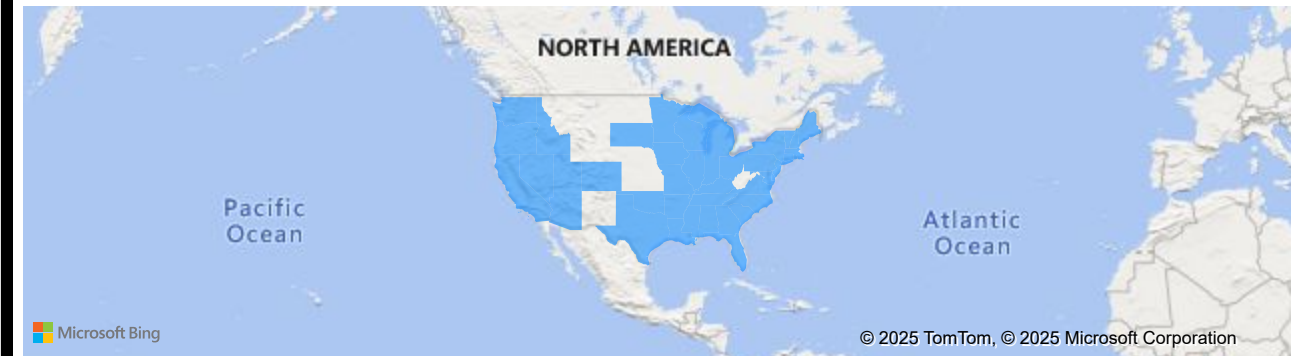 NORTH AMERICA
Pacific
Ocean
Atlantic
Ocean
Microsoft Bing
© 2025 TomTom, © 2025 Microsoft Corporation